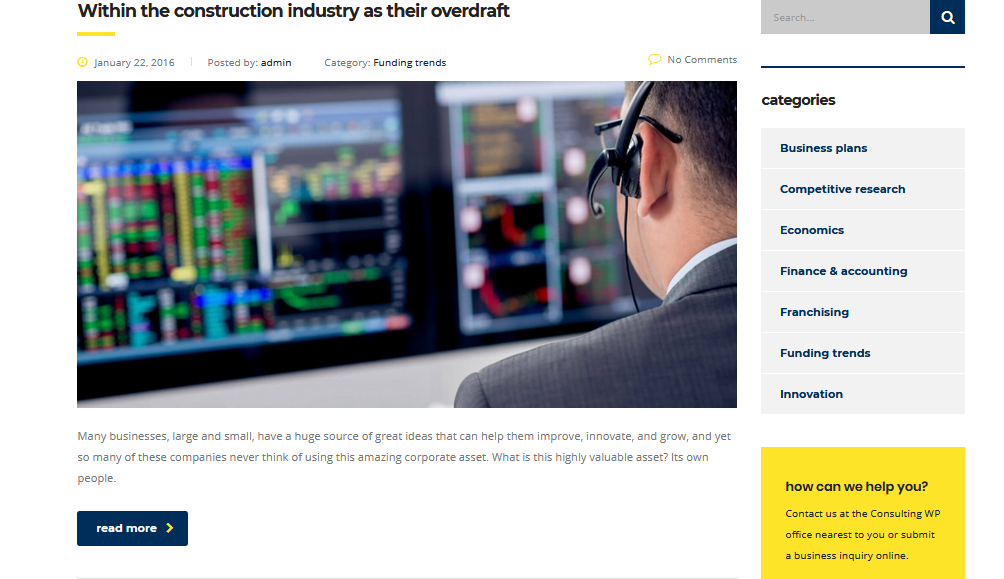 Within the construction industry as their overdraft
January 22, 2016
Posted by: admin
Category: Funding trends
No Comments
Many businesses, large and small, have a huge source of great ideas that can help them improve, innovate, and grow, and yet
so many of these companies never think of using this amazing corporate asset. What is this highly valuable asset? Its own
people.
read more
Search...
categories
Business plans
Competitive research
Economics
Finance & accounting
Franchising
Funding trends
Innovation
how can we help you?
Contact us at the Consulting WP
office nearest to you or submit
a business inquiry online.